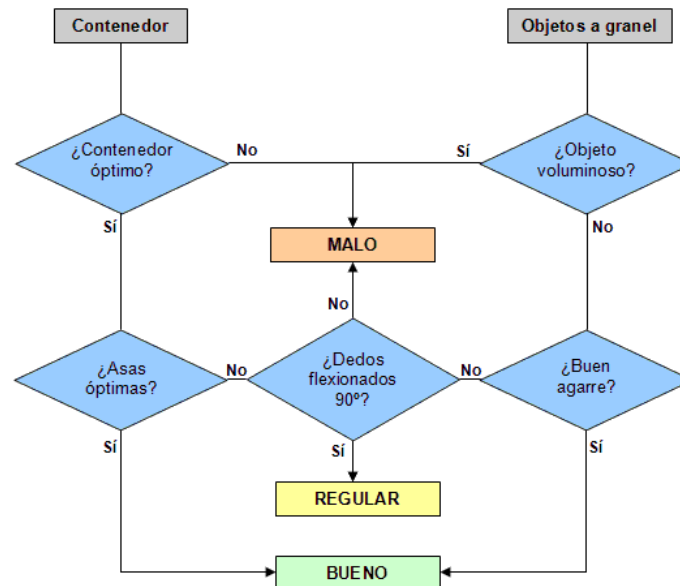 Contenedor
Objetos a granel
¿Contenedor
óptimo?
No
Sí
¿Objeto
voluminoso?
Sí
No
MALO
No
¿Asas
óptimas?
No
¿Dedos
flexionados
90º?
No
¿Buen
agarre?
Sí
Sí
Sí
REGULAR
BUENO